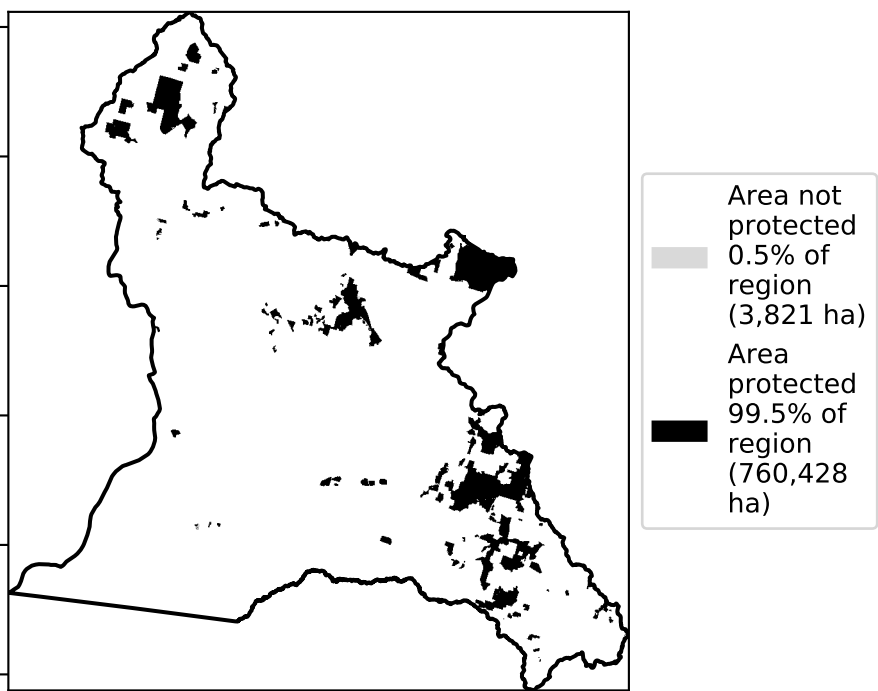 Area not
protected
0.5% of
region
(3,821 ha)
Area
protected
99.5% of
region
(760,428
ha)